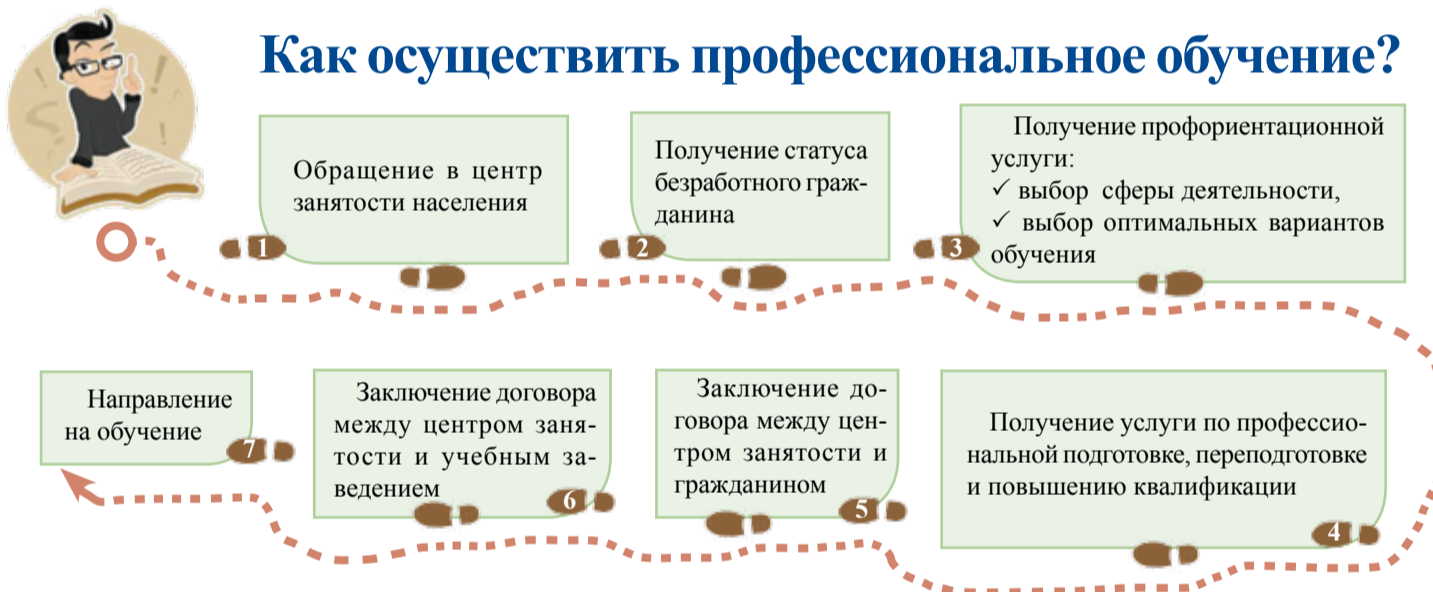 Как осуществить профессиональное обучение?
Обращение в центр
занятости населения
1
Получение статуса
безработного граж-
данина
2
Получение профориентационной
услуги:
✓ выбор сферы деятельности,
✓ выбор оптимальных вариантов
обучения
3
Получение услуги по профессио-
нальной подготовке, переподготовке
и повышению квалификации
4
Заключение до-
говора между цен-
тром занятости и
гражданином
5
Заключение договора
между центром заня-
тости и учебным за-
ведением
6
Направление
на обучение
7